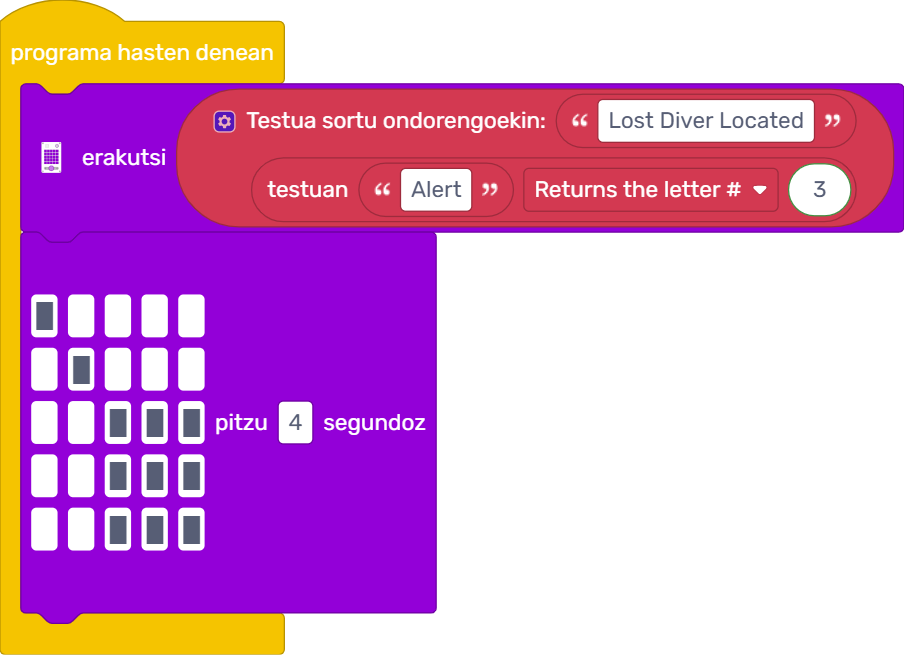 programa hasten denean
Testua sortu ondorengoekin: “ Lost Diver Located ”
erakutsi
testuan “ Alert ” Returns the letter # 3
pitzu 4 segundoz